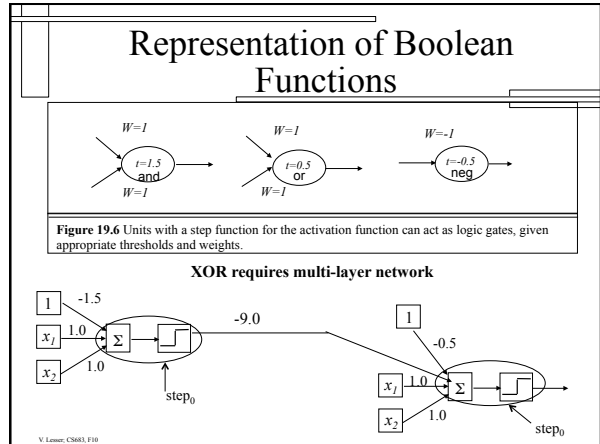 Representation of Boolean
Functions
W=1
W=1
W=-1
t=1.5
and
t=0.5
or
t=-0.5
neg
W=1
W=1
Figure 19.6 Units with a step function for the activation function can act as logic gates, given
appropriate thresholds and weights.
XOR requires multi-layer network
1
-1.5
-9.0
x1
1.0
Σ
x2
1.0
step0
1
-0.5
x1
1.0
Σ
x2
1.0
step0
V. Lesser; CS683, F10